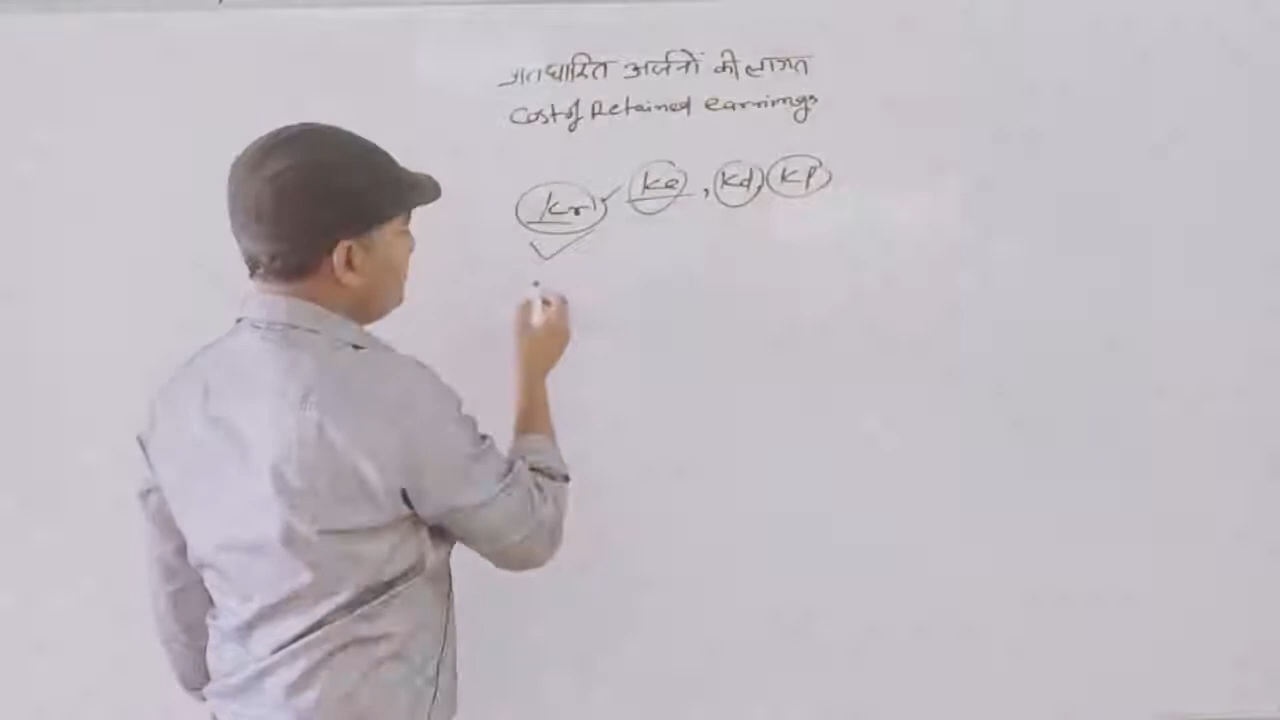 प्रतिधारित अर्जनों की लागत
Cost of Retained earnings
Kr, Ke, Kd, KP